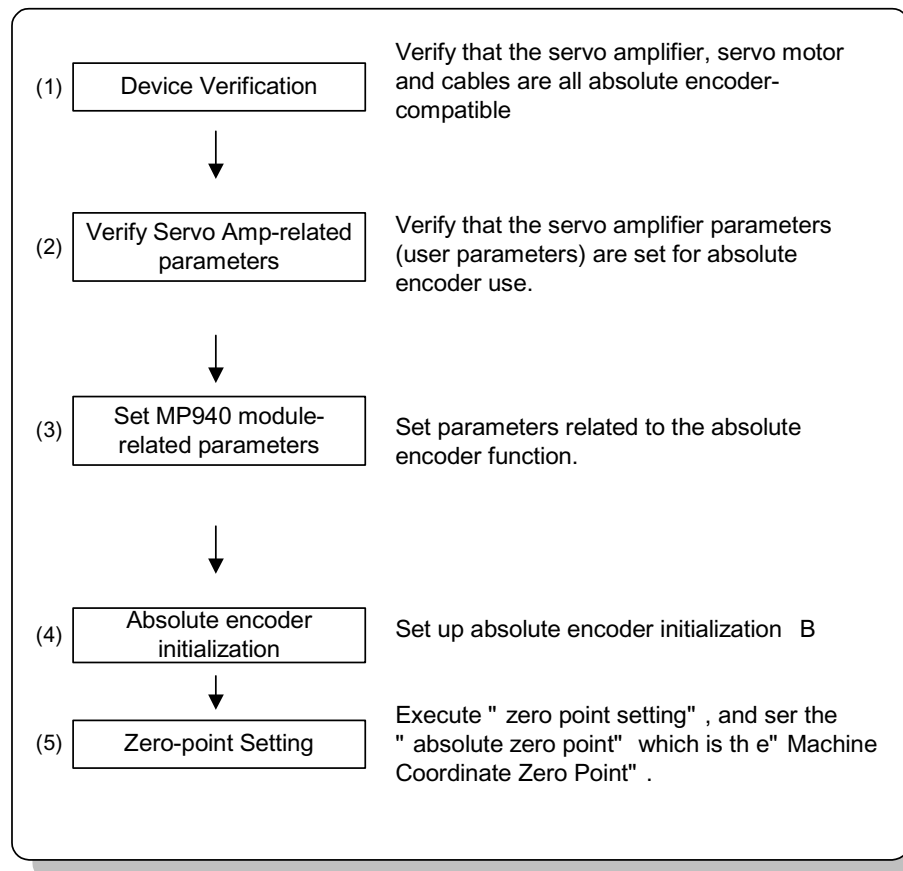 Verify that the servo amplifier, servo motor
(1) Device Verification and cables are all absolute encoder-
compatible
(2) Verify Servo Amp-related Verify that the servo amplifier parameters
parameters (user parameters) are set for absolute
encoder use.
(3) Set MP940 module-
related parameters Set parameters related to the absolute
encoder function.
(4) Absolute encoder
initialization Set up absolute encoder initialization B
Execute " zero point setting" , and ser the
(5) Zero-point Setting " absolute zero point" which is th e" Machine
Coordinate Zero Point" .